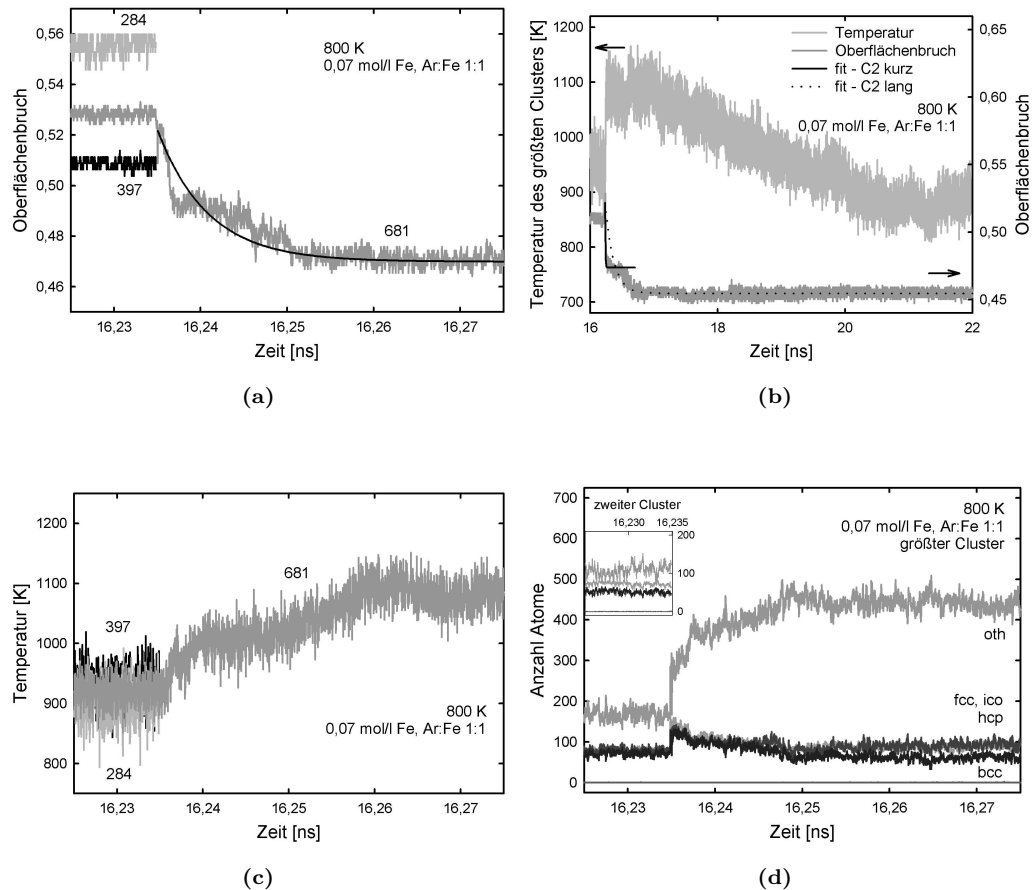 284
800 K
0,07 mol/l Fe, Ar:Fe 1:1
397
681
0,56
0,54
0,52
0,50
0,48
0,46
Oberflächenbruch
16,23
16,24
16,25
16,26
16,27
Zeit [ns]
(a)
Temperatur
Oberflächenbruch
fit - C2 kurz
fit - C2 lang
800 K
0,07 mol/l Fe, Ar:Fe 1:1
1200
1100
1000
900
800
700
Temperatur des größten Clusters [K]
0,65
0,60
0,55
0,50
0,45
Oberflächenbruch
16
18
20
22
Zeit [ns]
(b)
1200
1100
1000
900
800
Temperatur [K]
397
681
284
800 K
0,07 mol/l Fe, Ar:Fe 1:1
16,23
16,24
16,25
16,26
16,27
Zeit [ns]
(c)
700
600
500
400
300
200
100
0
Anzahl Atome
zweiter Cluster
16,230
16,235
200
100
0
800 K
0,07 mol/l Fe, Ar:Fe 1:1
größter Cluster
oth
fcc, ico
hcp
bcc
16,23
16,24
16,25
16,26
16,27
Zeit [ns]
(d)